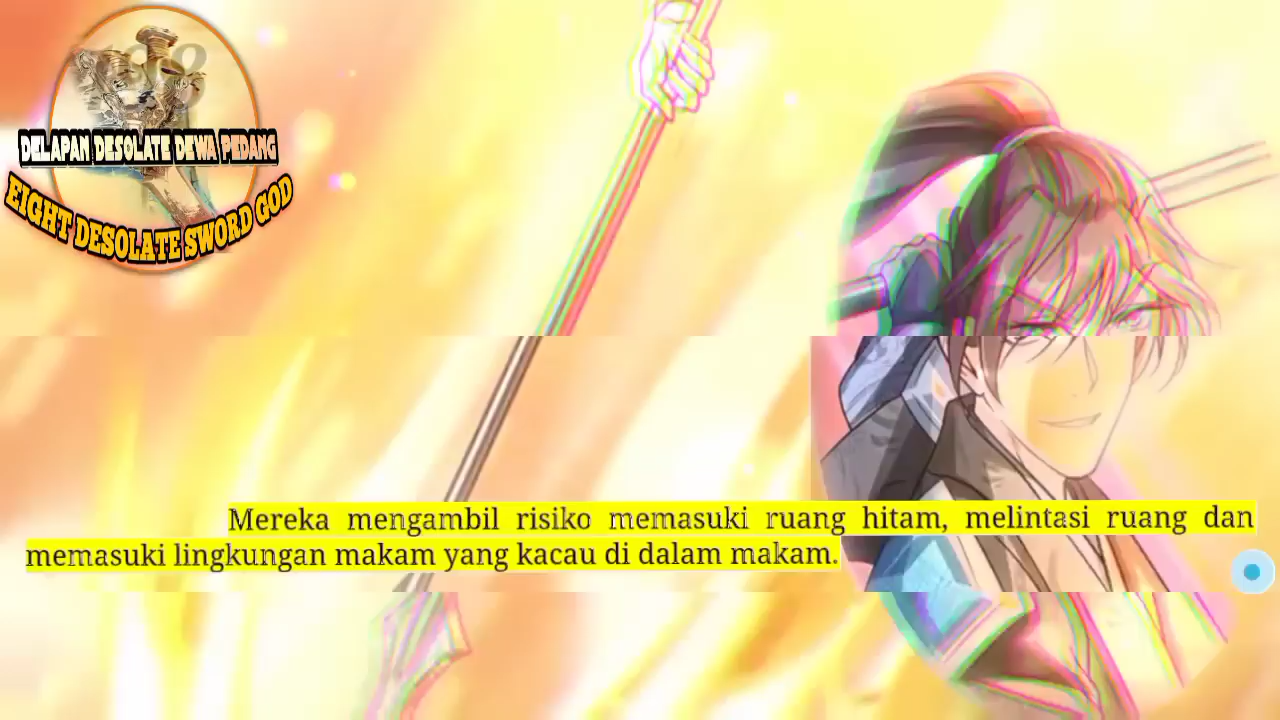 DELAPAN DESOLATE DEWA PEDANG
EIGHT DESOLATE SWORD GOD
Mereka mengambil risiko memasuki ruang hitam, melintasi ruang dan
memasuki lingkungan makam yang kacau di dalam makam.